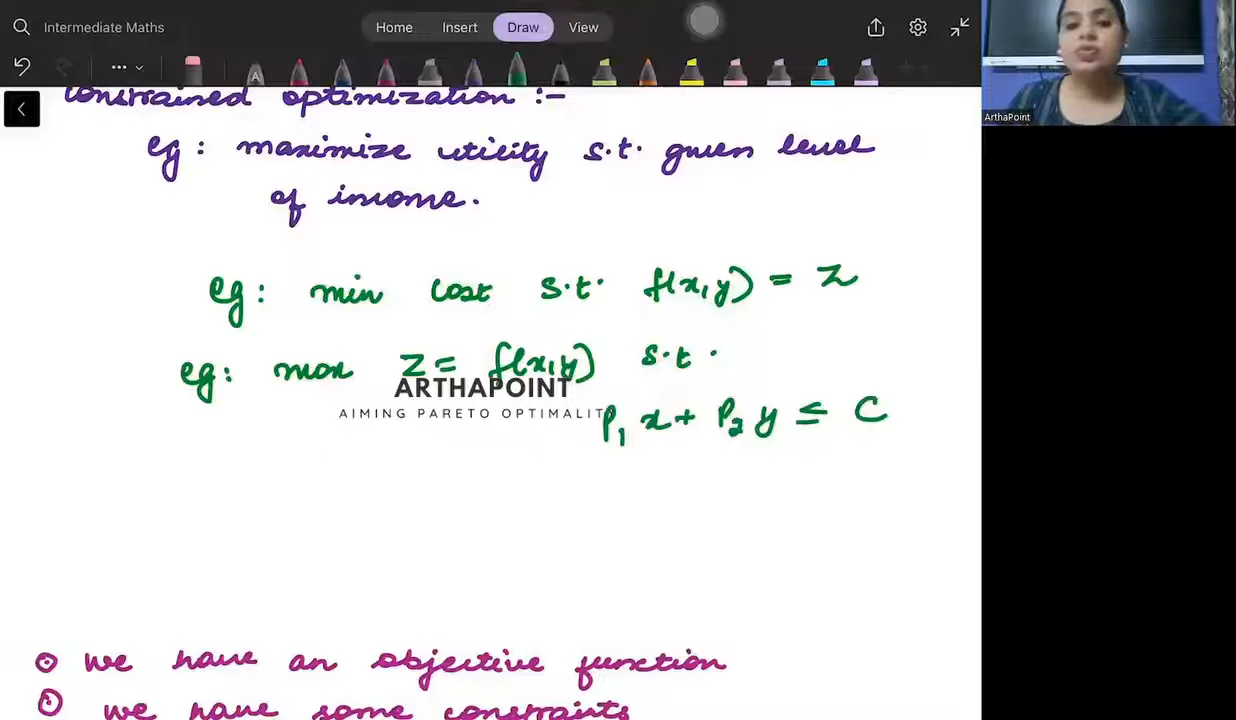 Intermediate Maths
Home Insert Draw View
A
constrained optimization :-
eg : maximize utility s.t. given level
of income.
eg : min cost s.t. f(x,y) = Z
eg : max Z = f(x,y) s.t.
P₁ x + P₂ y ≤ C
ARTHAPOINT
AIMING PARETO OPTIMALITY
we have an objective function
we have some constraints
ArthaPoint